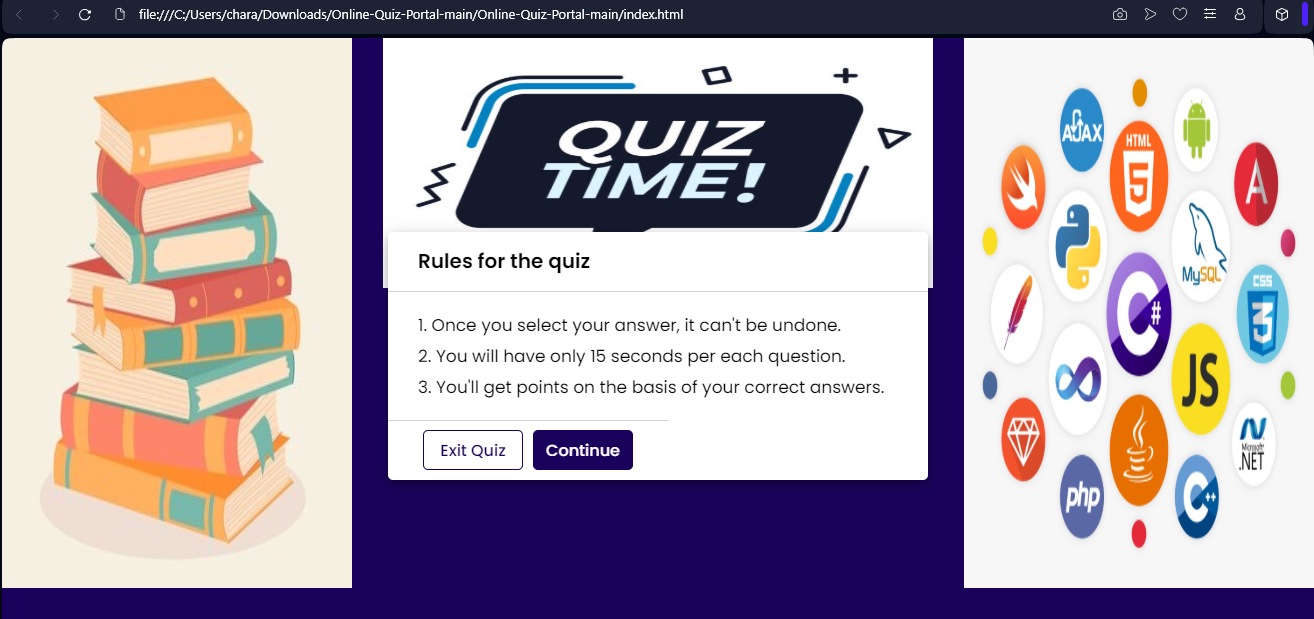 file:///C:/Users/chara/Downloads/Online-Quiz-Portal-main/Online-Quiz-Portal-main/index.html
QUIZ
TIME!
Rules for the quiz
1. Once you select your answer, it can't be undone.
2. You will have only 15 seconds per each question.
3. You'll get points on the basis of your correct answers.
Exit Quiz
Continue
AJAX
HTML
5
A
MySQL
C#
CSS
3
JS
Microsoft
.NET
php
C++